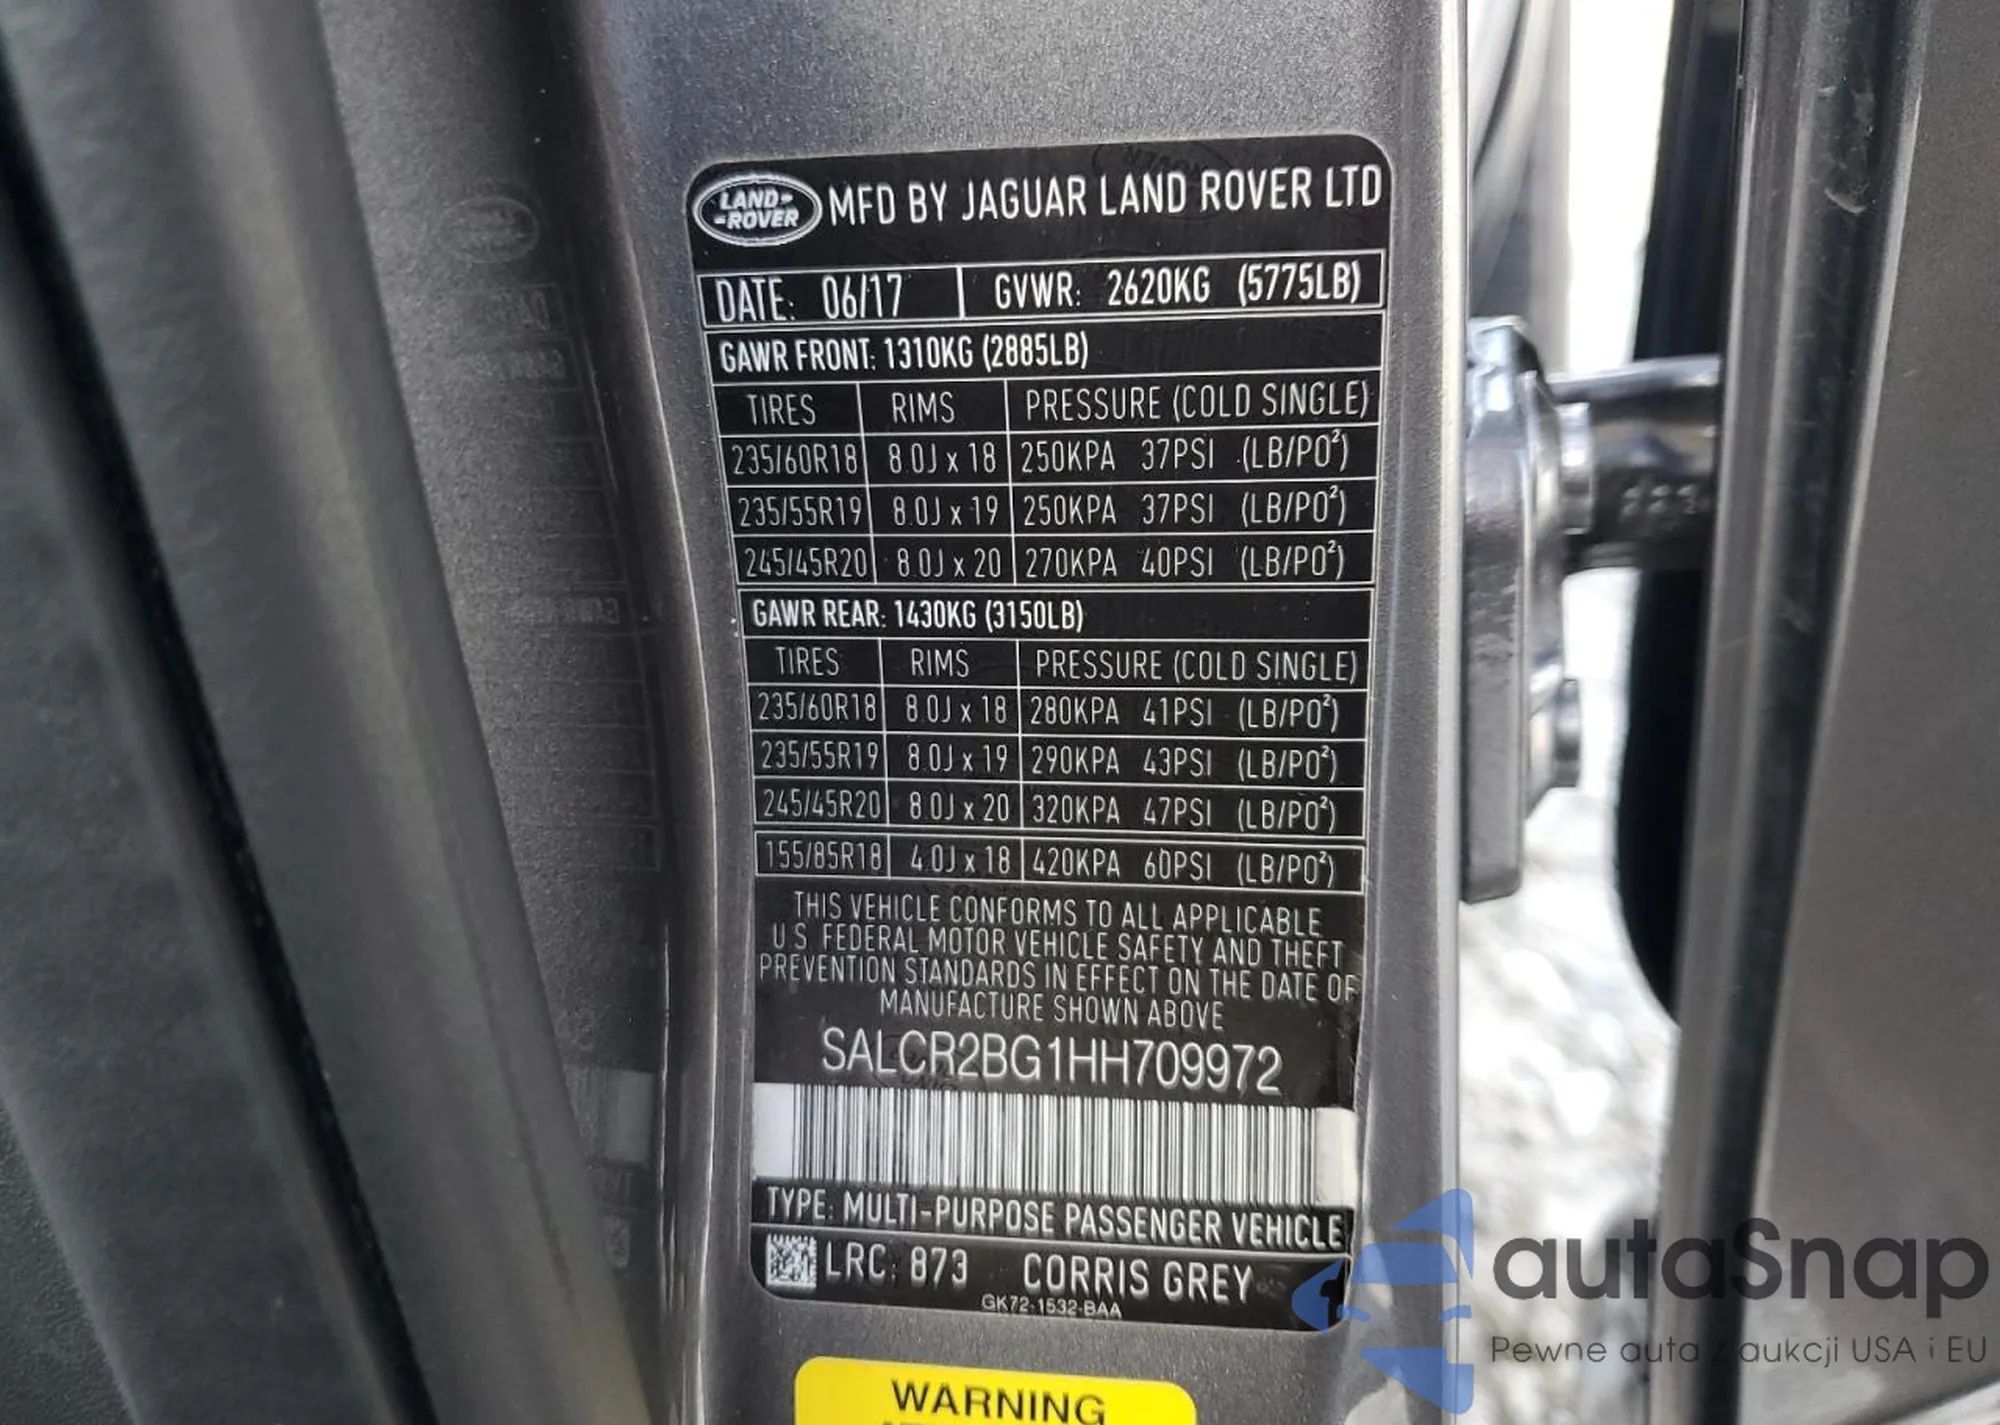 LAND-
-ROVER
MFD BY JAGUAR LAND ROVER LTD
DATE: 06/17 GVWR: 2620KG (5775LB)
GAWR FRONT: 1310KG (2885LB)
TIRES RIMS PRESSURE (COLD SINGLE)
235/60R18 8.0J x 18 250KPA 37PSI (LB/PO²)
235/55R19 8.0J x 19 250KPA 37PSI (LB/PO²)
245/45R20 8.0J x 20 270KPA 40PSI (LB/PO²)
GAWR REAR: 1430KG (3150LB)
TIRES RIMS PRESSURE (COLD SINGLE)
235/60R18 8.0J x 18 280KPA 41PSI (LB/PO²)
235/55R19 8.0J x 19 290KPA 43PSI (LB/PO²)
245/45R20 8.0J x 20 320KPA 47PSI (LB/PO²)
155/85R18 4.0J x 18 420KPA 60PSI (LB/PO²)
THIS VEHICLE CONFORMS TO ALL APPLICABLE
U.S. FEDERAL MOTOR VEHICLE SAFETY AND THEFT
PREVENTION STANDARDS IN EFFECT ON THE DATE OF
MANUFACTURE SHOWN ABOVE
SALCR2BG1HH709972
TYPE: MULTI-PURPOSE PASSENGER VEHICLE
LRC: 873 CORRIS GREY
GK72-1532-BAA
WARNING
autaSnap
Pewne auta z aukcji USA i EU